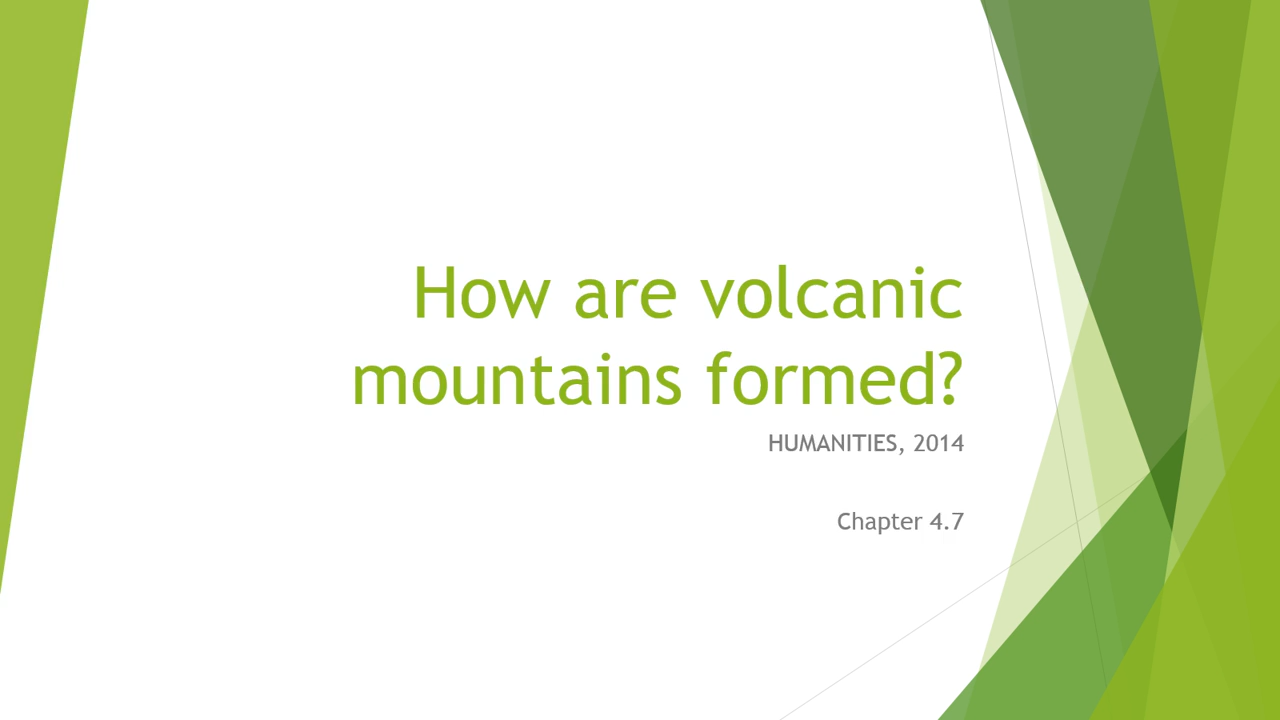 How are volcanic
mountains formed?
HUMANITIES, 2014
Chapter 4.7